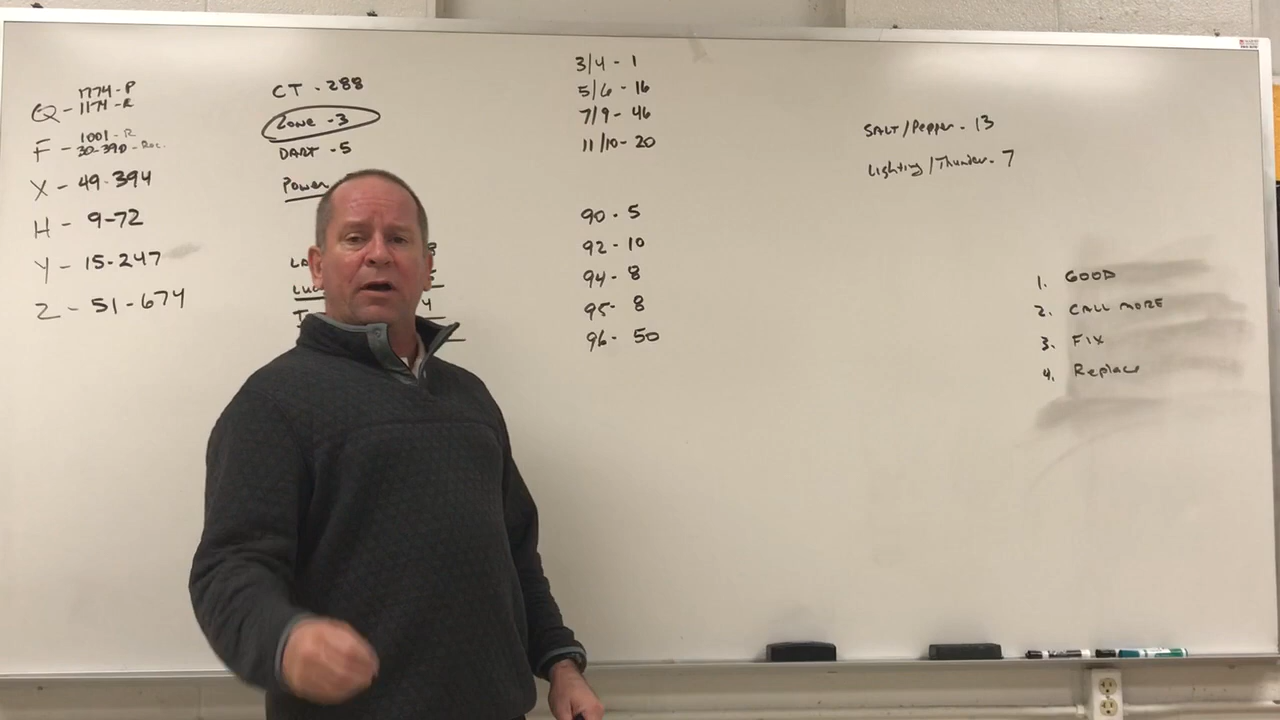 1774-P
Q - 1174-R
1001-R
F - 30-390-Rec.
X - 49-394
H - 9-72
Y - 15-247
Z - 51-674
CT - 288
Zone - 3
DART - 5
Power
3/4 - 1
5/6 - 16
7/9 - 46
11/10 - 20
90 - 5
92 - 10
94 - 8
95 - 8
96 - 50
SALT/Pepper - 13
Lighting/Thunder - 7
1. GOOD
2. CALL MORE
3. FIX
4. Replace